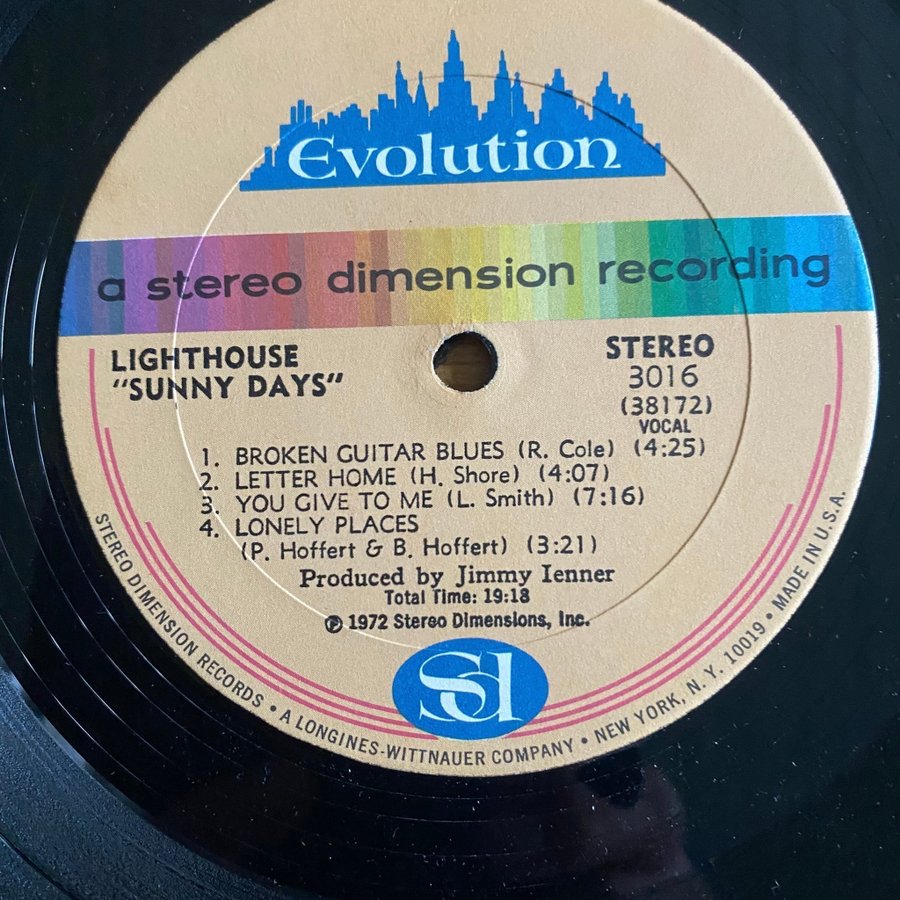 Evolution
a stereo dimension recording
LIGHTHOUSE
"SUNNY DAYS"
STEREO
3016
(38172)
VOCAL
1. BROKEN GUITAR BLUES (R. Cole) (4:25)
2. LETTER HOME (H. Shore) (4:07)
3. YOU GIVE TO ME (L. Smith) (7:16)
4. LONELY PLACES
(P. Hoffert & B. Hoffert) (3:21)
Produced by Jimmy Ienner
Total Time: 19:18
℗ 1972 Stereo Dimensions, Inc.
sd
STEREO DIMENSION RECORDS • A LONGINES-WITTNAUER COMPANY • NEW YORK, N. Y. 10019 • MADE IN U.S.A.